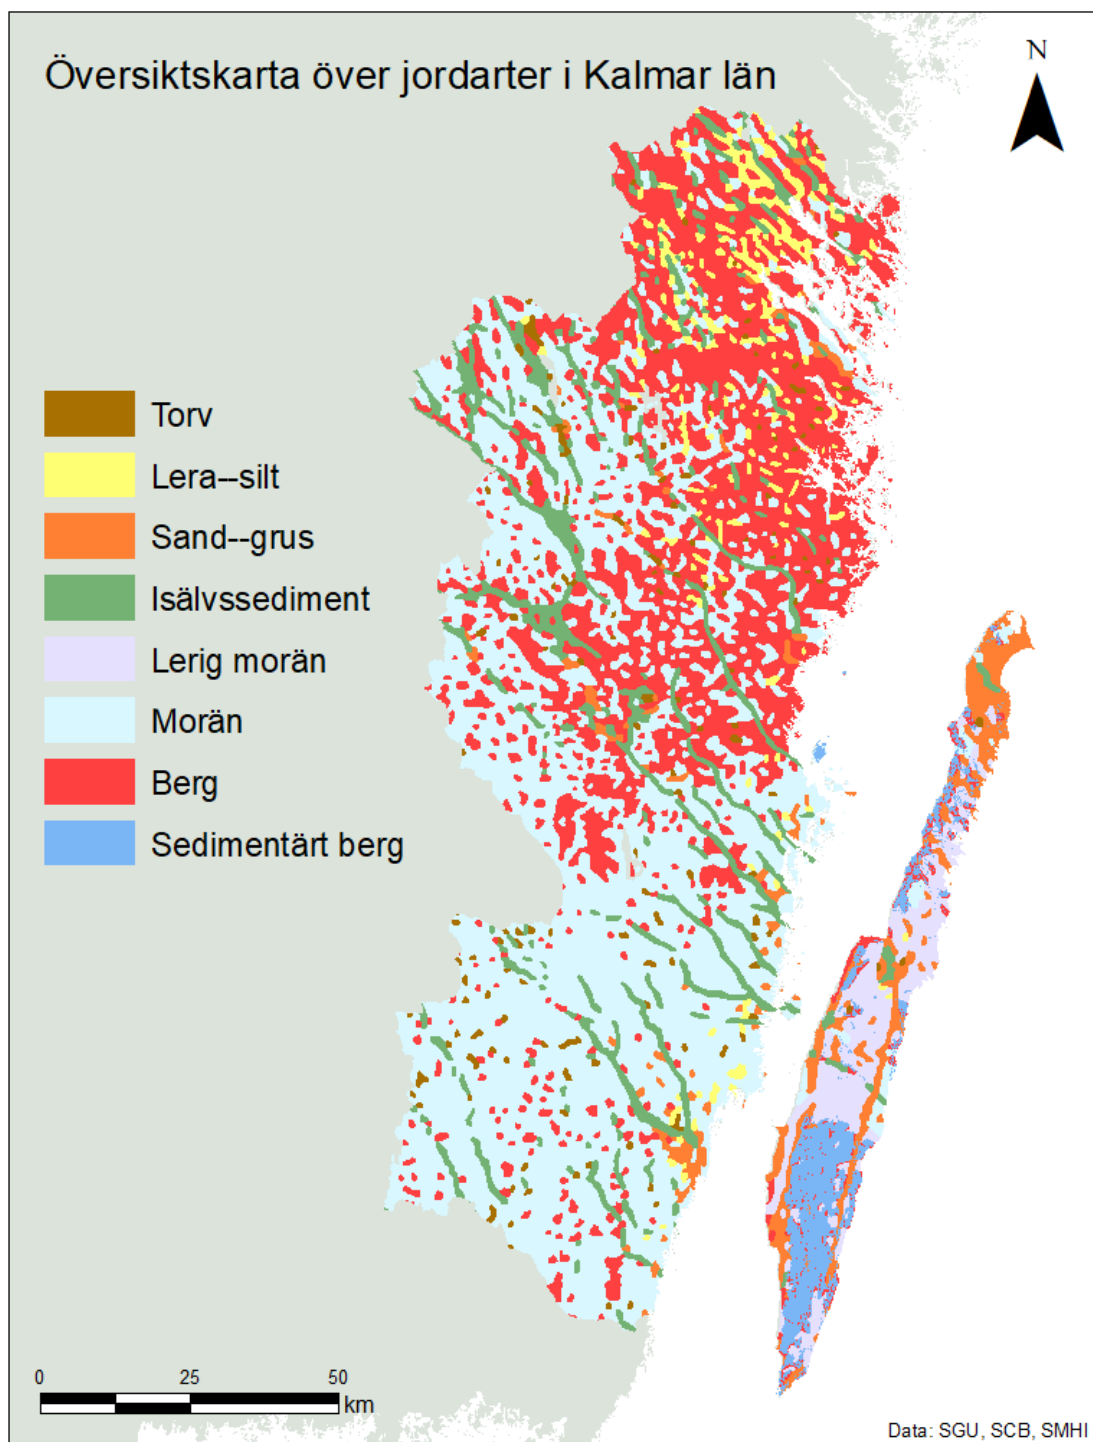 Översiktskarta över jordarter i Kalmar län
N
Torv
Lera--silt
Sand--grus
Isälvssediment
Lerig morän
Morän
Berg
Sedimentärt berg
0 25 50
km
Data: SGU, SCB, SMHI